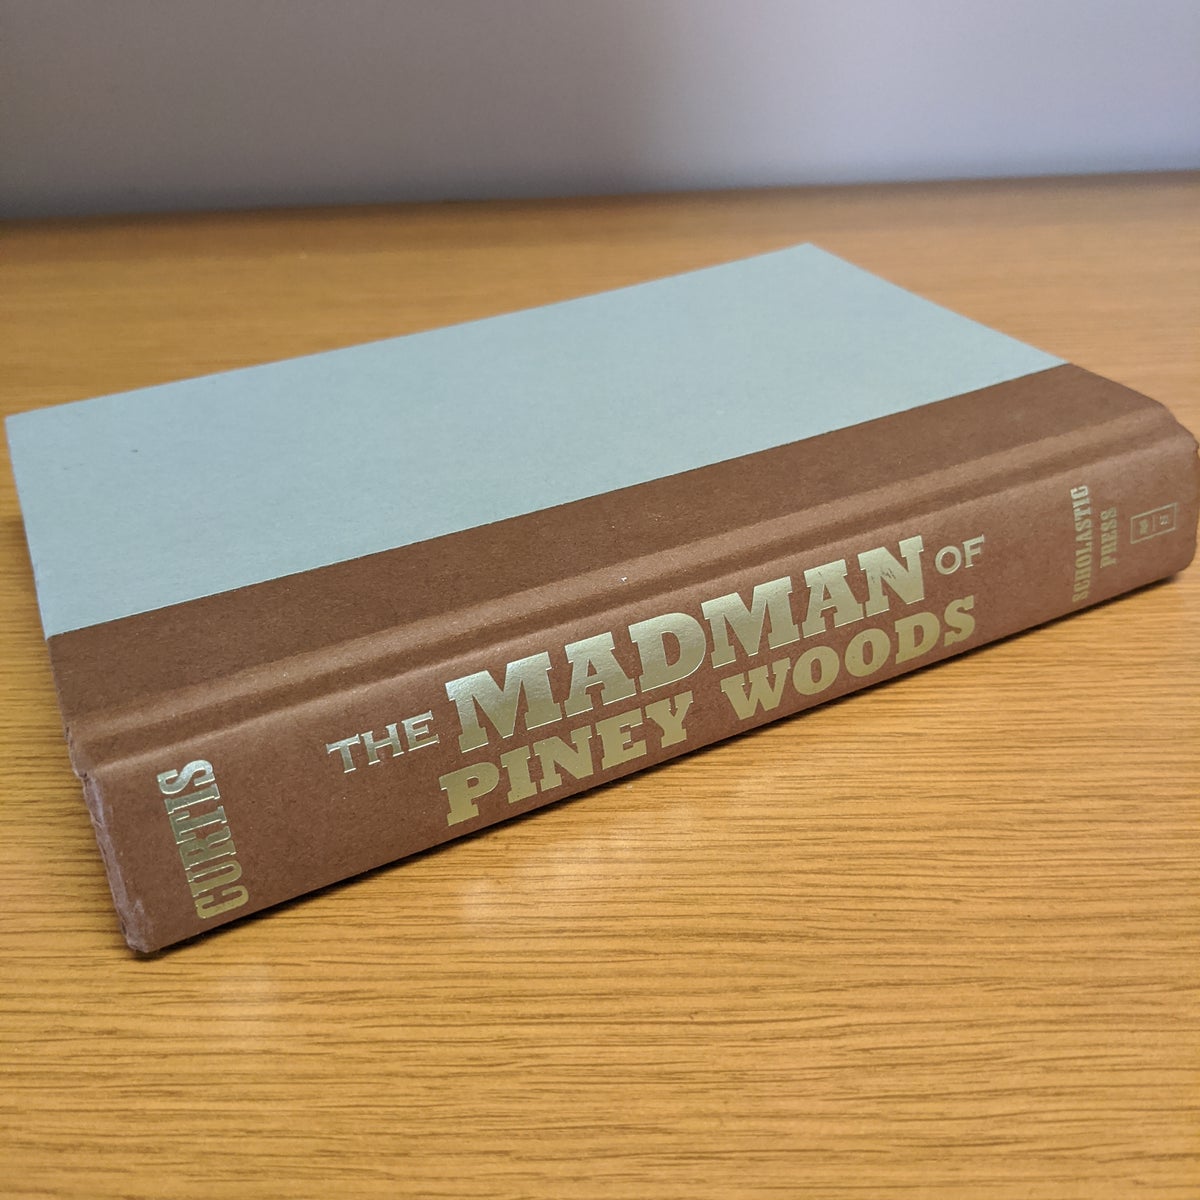 CURTIS
THE MADMAN OF
PINEY WOODS
SCHOLASTIC
PRESS